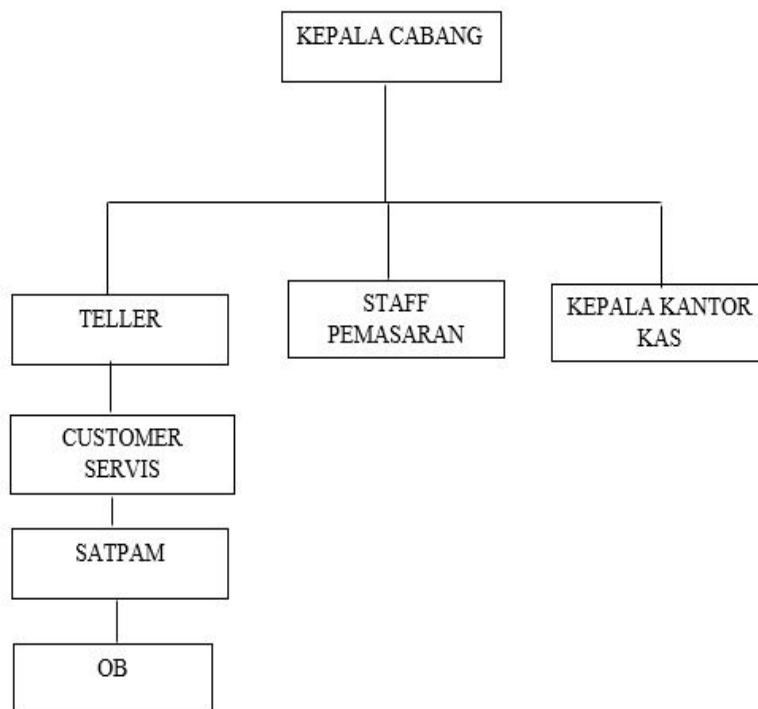 KEPALA CABANG
TELLER
STAFF
PEMASARAN
KEPALA KANTOR
KAS
CUSTOMER
SERVIS
SATPAM
OB